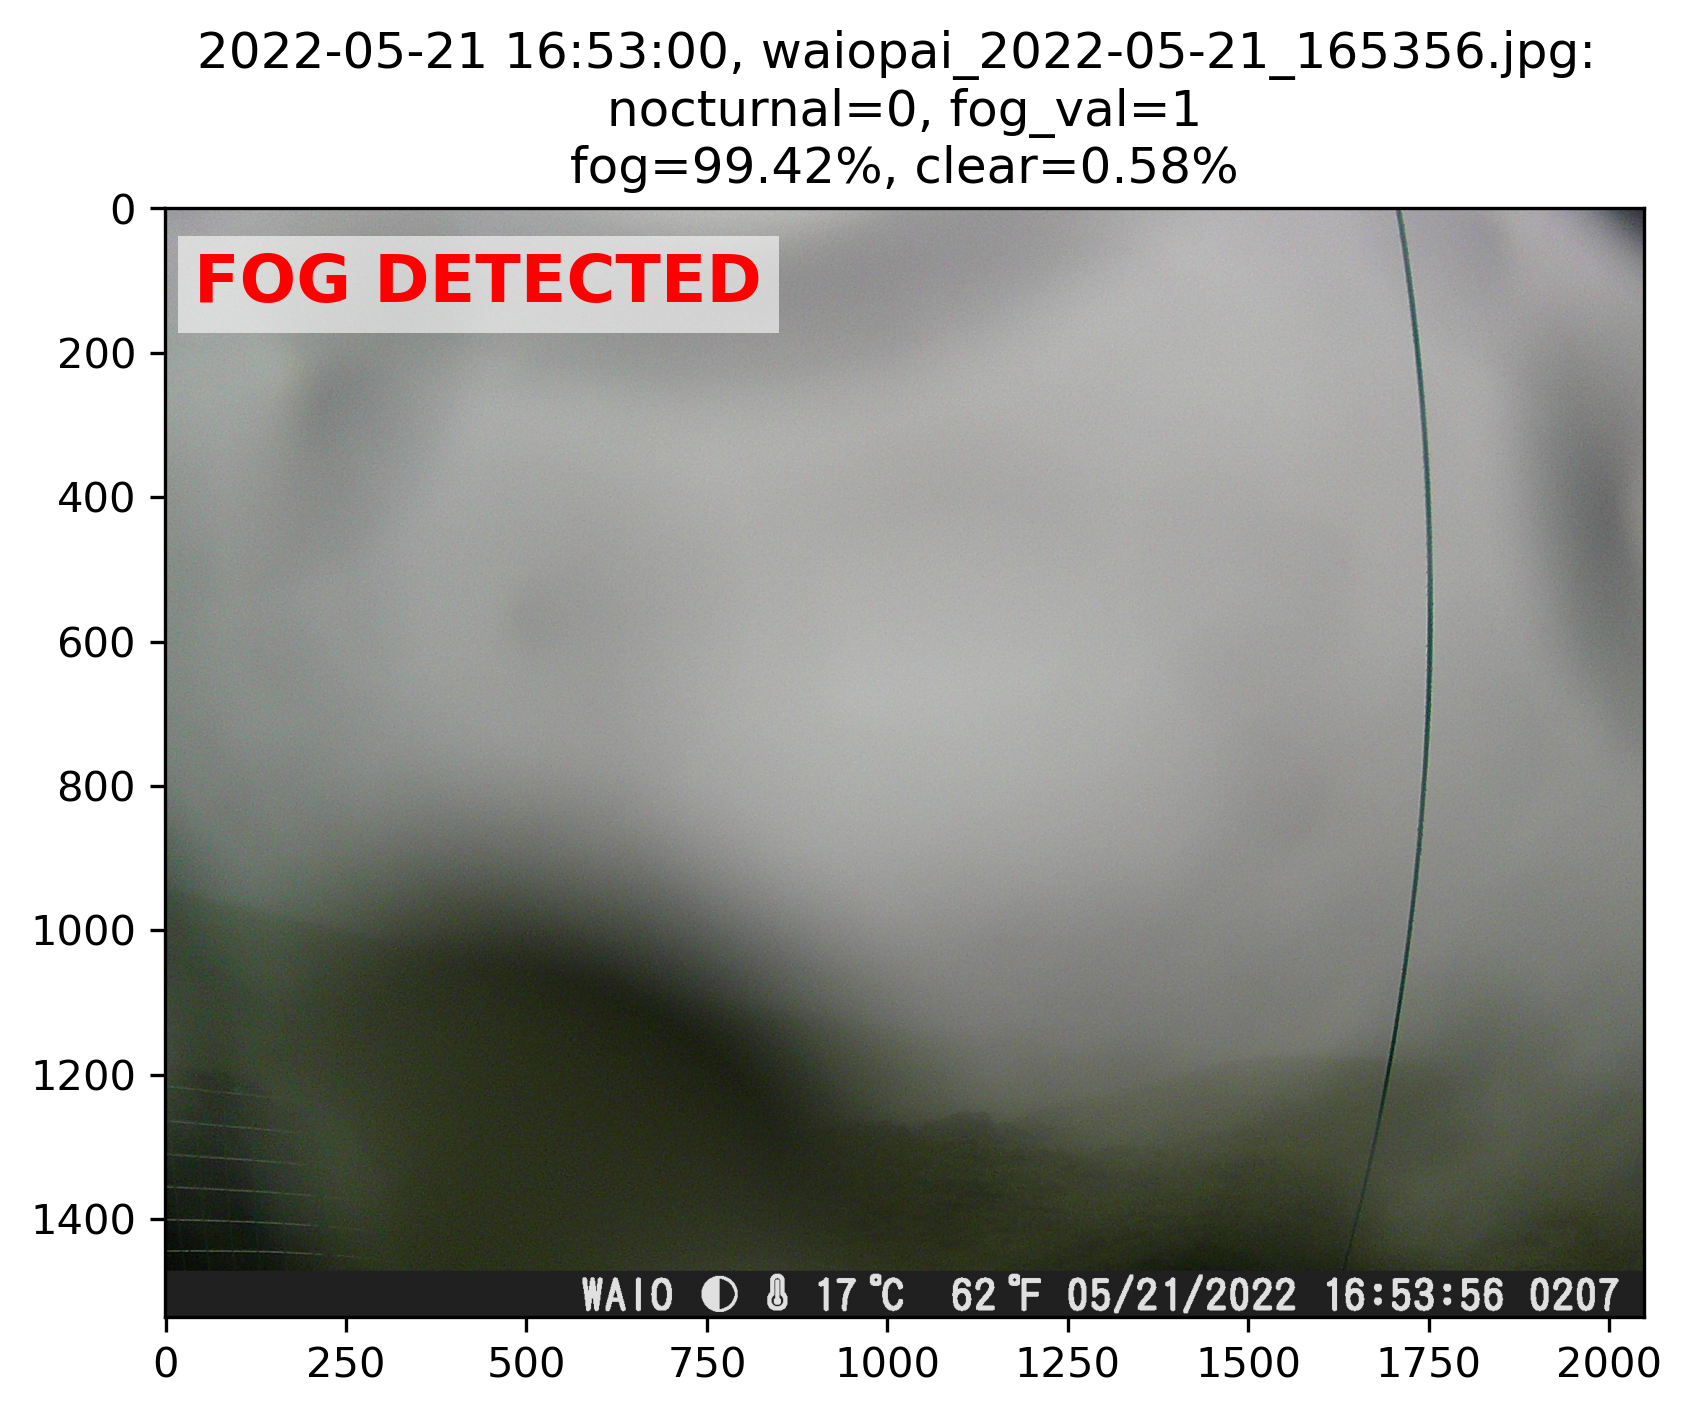 2022-05-21 16:53:00, waiopai_2022-05-21_165356.jpg:
nocturnal=0, fog_val=1
fog=99.42%, clear=0.58%
FOG DETECTED
0
200
400
600
800
1000
1200
1400
WAIO 17°C 62°F 05/21/2022 16:53:56 0207
0 250 500 750 1000 1250 1500 1750 2000